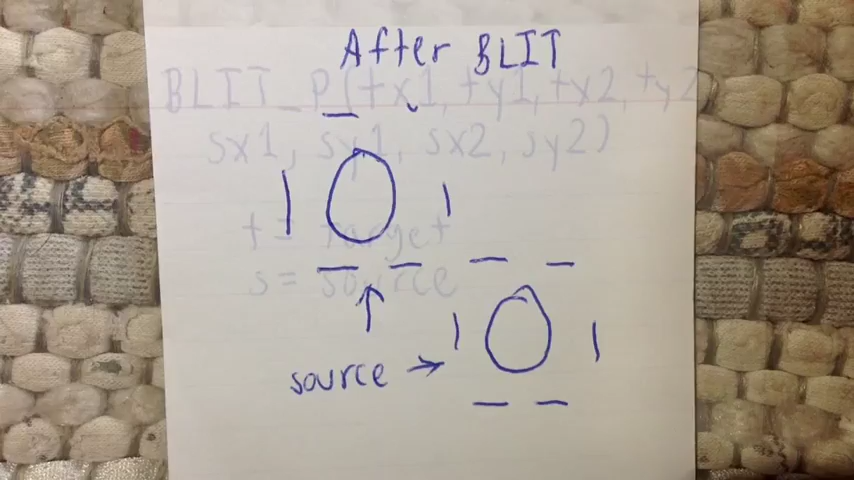 After BLIT
BLIT_P(tx1, ty1, tx2, ty2
sx1, sy1, sx2, sy2)
t = Target
s = source
source →